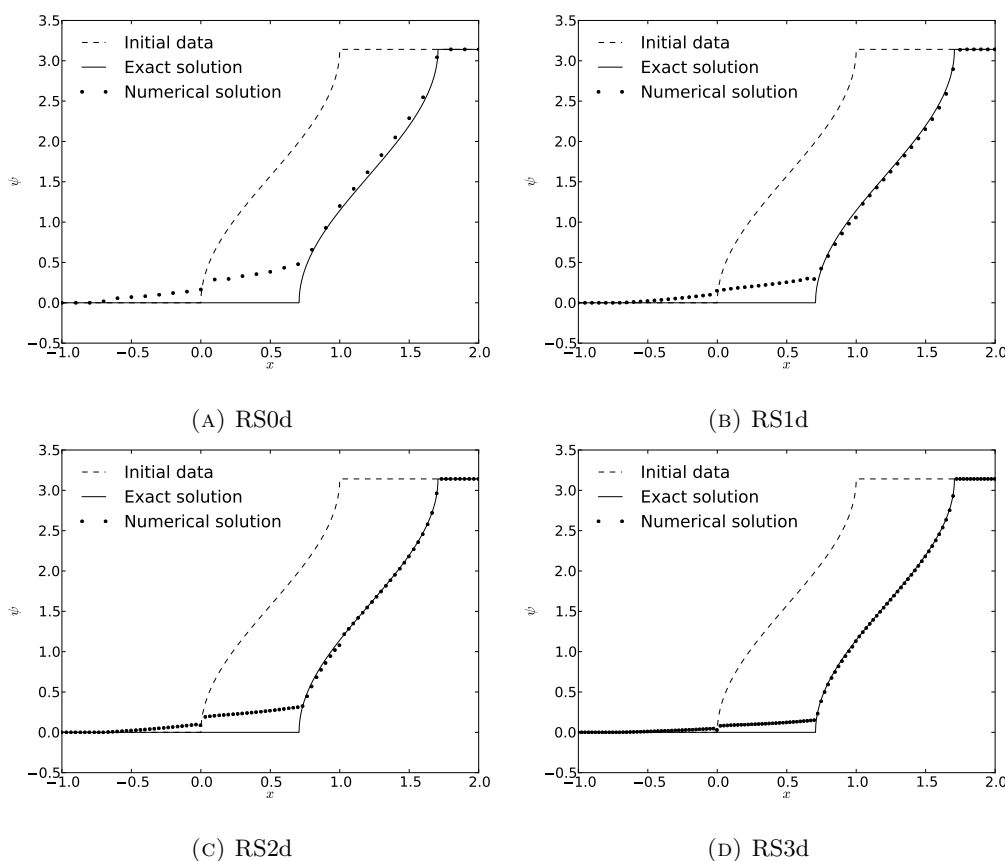 3.5
3.0
2.5
2.0
1.5
1.0
0.5
0.0
−0.5
ψ
Initial data
Exact solution
Numerical solution
−1.0 −0.5 0.0 0.5 1.0 1.5 2.0
x
(A) RS0d
3.5
3.0
2.5
2.0
1.5
1.0
0.5
0.0
−0.5
ψ
Initial data
Exact solution
Numerical solution
−1.0 −0.5 0.0 0.5 1.0 1.5 2.0
x
(B) RS1d
3.5
3.0
2.5
2.0
1.5
1.0
0.5
0.0
−0.5
ψ
Initial data
Exact solution
Numerical solution
−1.0 −0.5 0.0 0.5 1.0 1.5 2.0
x
(C) RS2d
3.5
3.0
2.5
2.0
1.5
1.0
0.5
0.0
−0.5
ψ
Initial data
Exact solution
Numerical solution
−1.0 −0.5 0.0 0.5 1.0 1.5 2.0
x
(D) RS3d